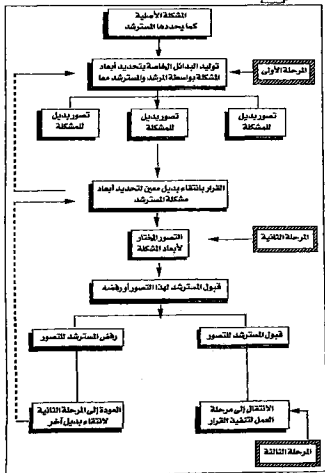 المشكلة الأصلية
كما يحددها المسترشد
توليد البدائل الخاصة بتحديد أبعاد
المشكلة بواسطة المرشد والمسترشد معا
المرحلة الأولى
تصور بديل
للمشكلة
تصور بديل
للمشكلة
تصور بديل
للمشكلة
القرار بانتقاء بديل معين لتحديد أبعاد
مشكلة المسترشد
التصور المختار
لأبعاد المشكلة
المرحلة الثانية
قبول المسترشد لهذا التصور أو رفضه
قبول المسترشد للتصور
رفض المسترشد للتصور
الانتقال إلى مرحلة
العمل لتنفيذ القرار
العودة إلى المرحلة الثانية
لانتقاء بديل آخر
المرحلة الثالثة